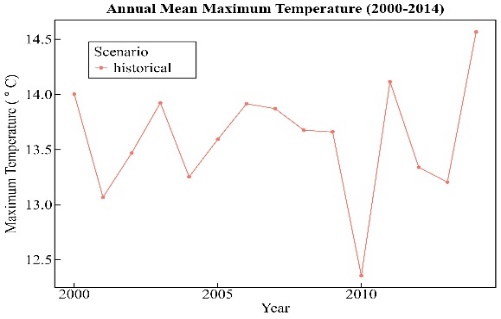 Annual Mean Maximum Temperature (2000-2014)
Maximum Temperature (°C)
14.5
14.0
13.5
13.0
12.5
Scenario
historical
2000
2005
2010
Year